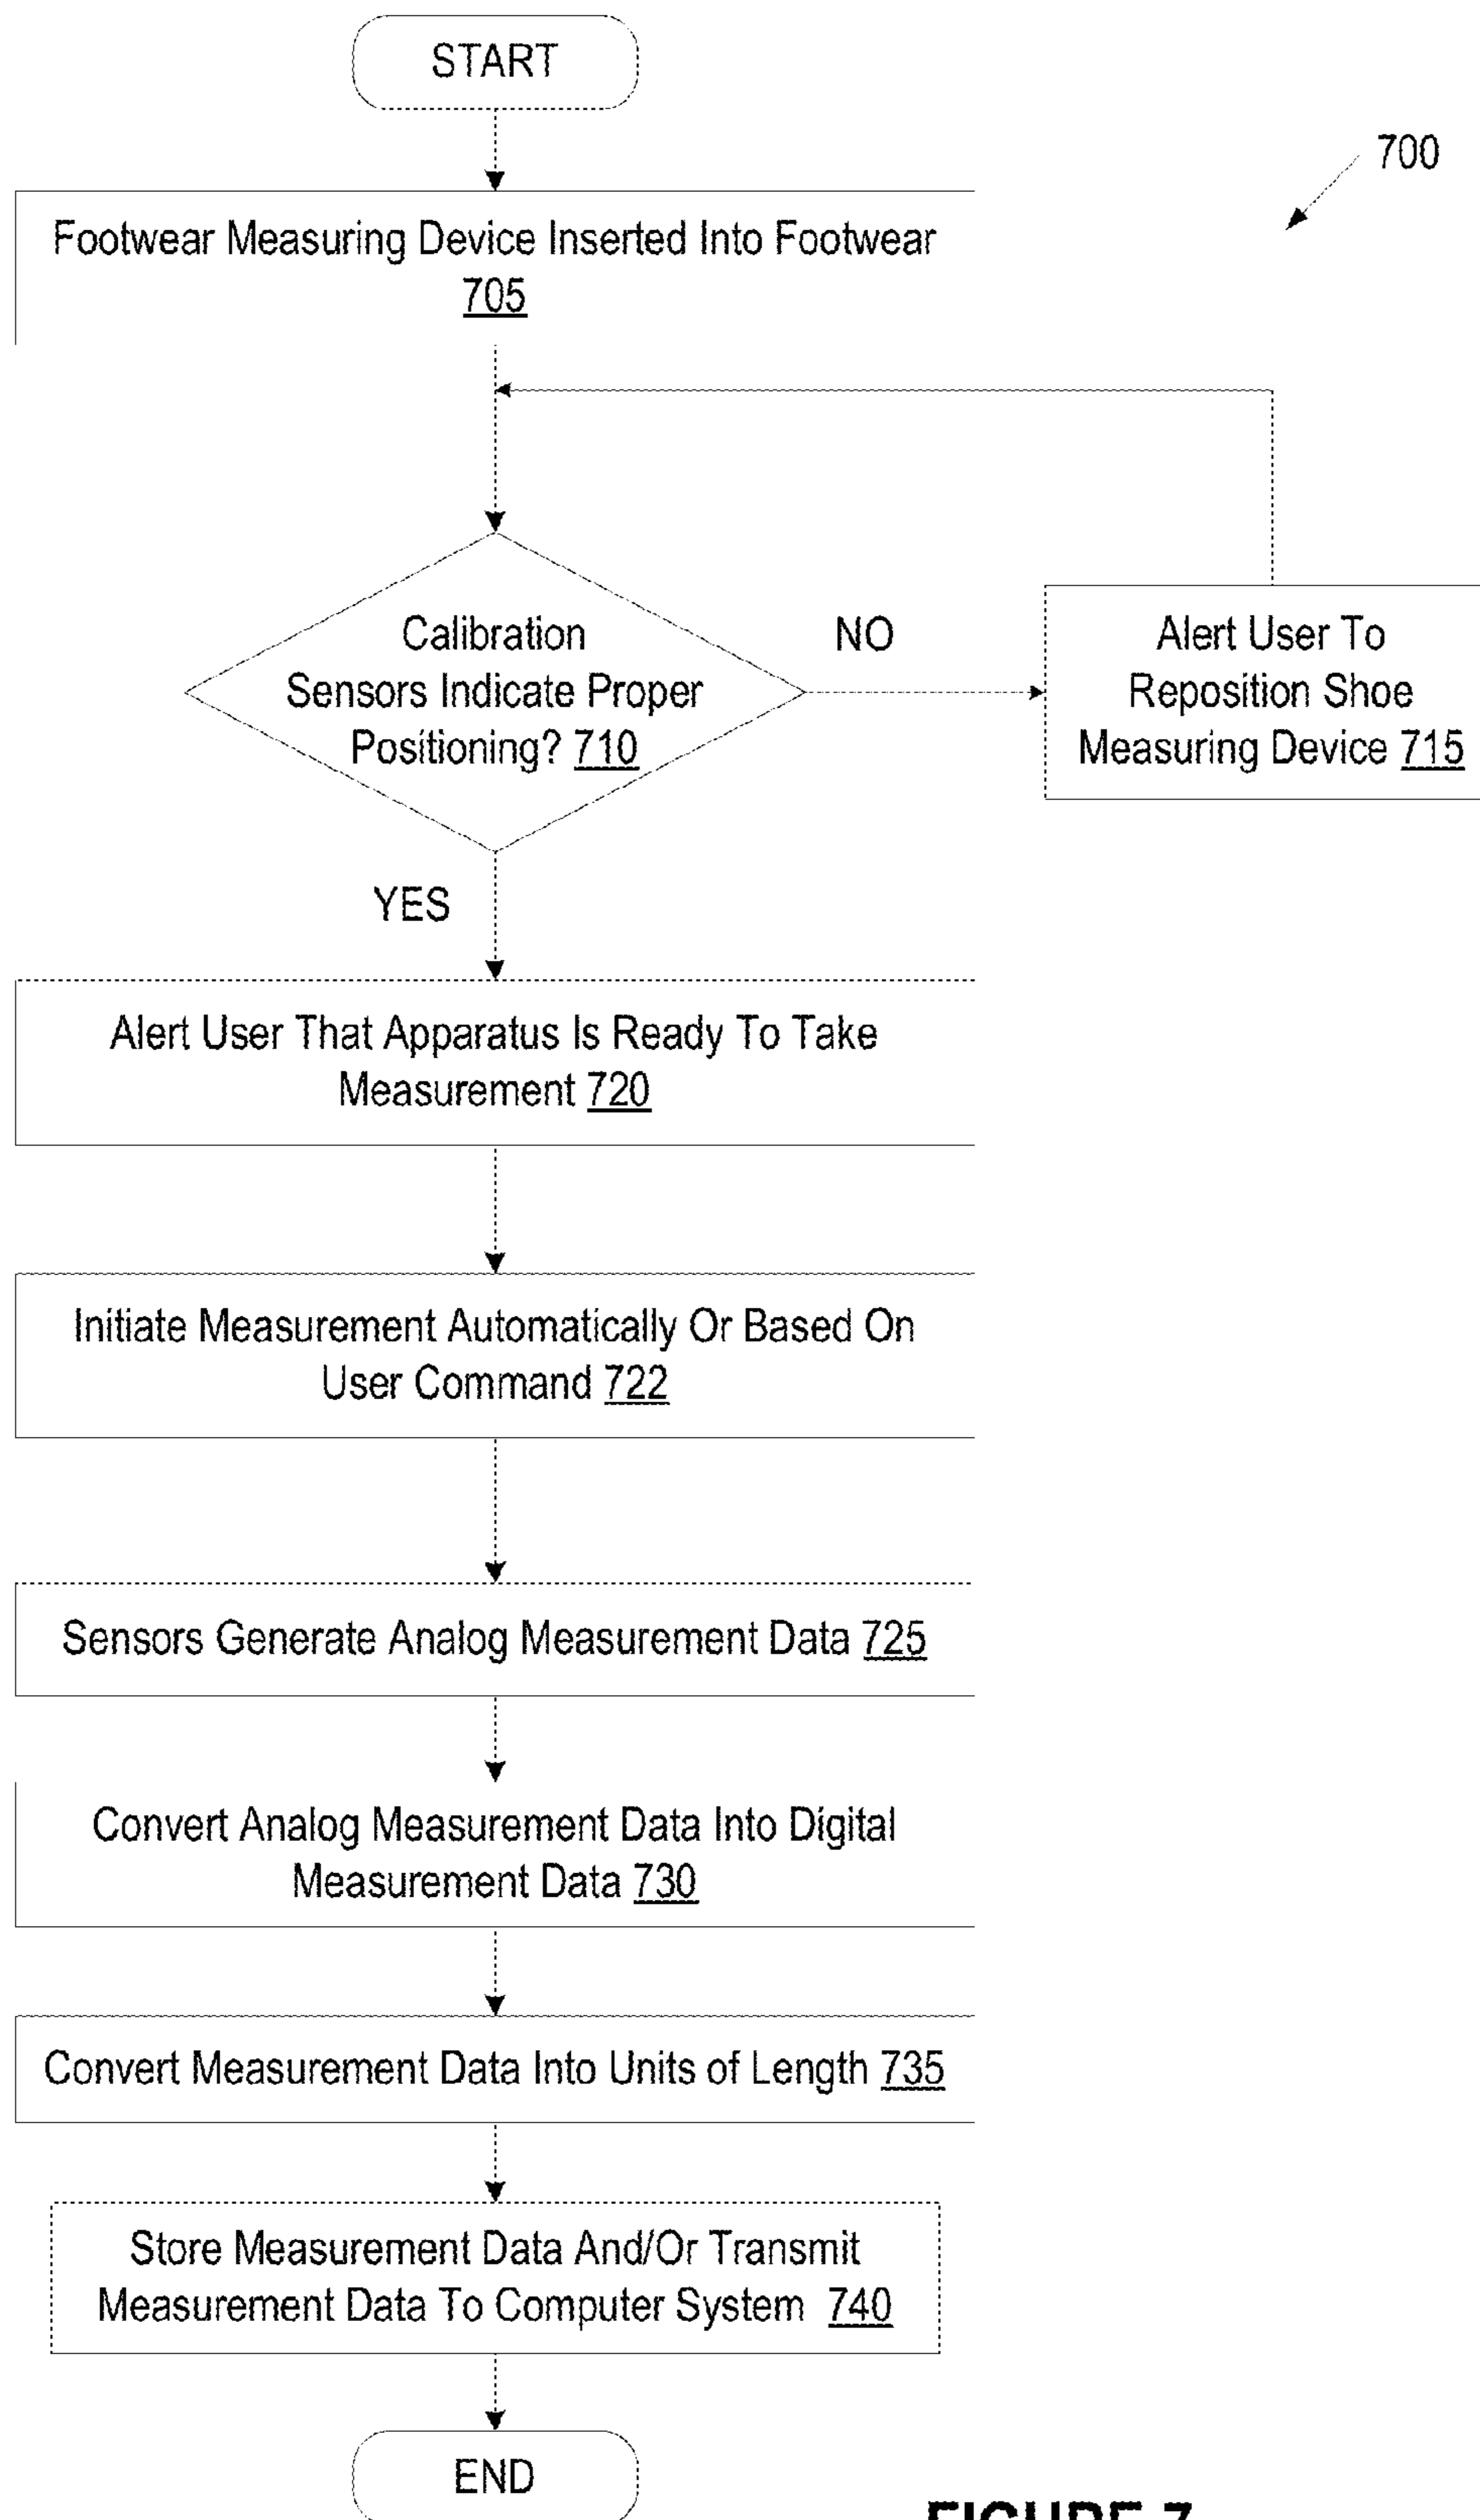 START
700
Footwear Measuring Device Inserted Into Footwear
705
Calibration
Sensors Indicate Proper
Positioning? 710
NO
Alert User To
Reposition Shoe
Measuring Device 715
YES
Alert User That Apparatus Is Ready To Take
Measurement 720
Initiate Measurement Automatically Or Based On
User Command 722
Sensors Generate Analog Measurement Data 725
Convert Analog Measurement Data Into Digital
Measurement Data 730
Convert Measurement Data Into Units of Length 735
Store Measurement Data And/Or Transmit
Measurement Data To Computer System 740
END
FIGURE 7